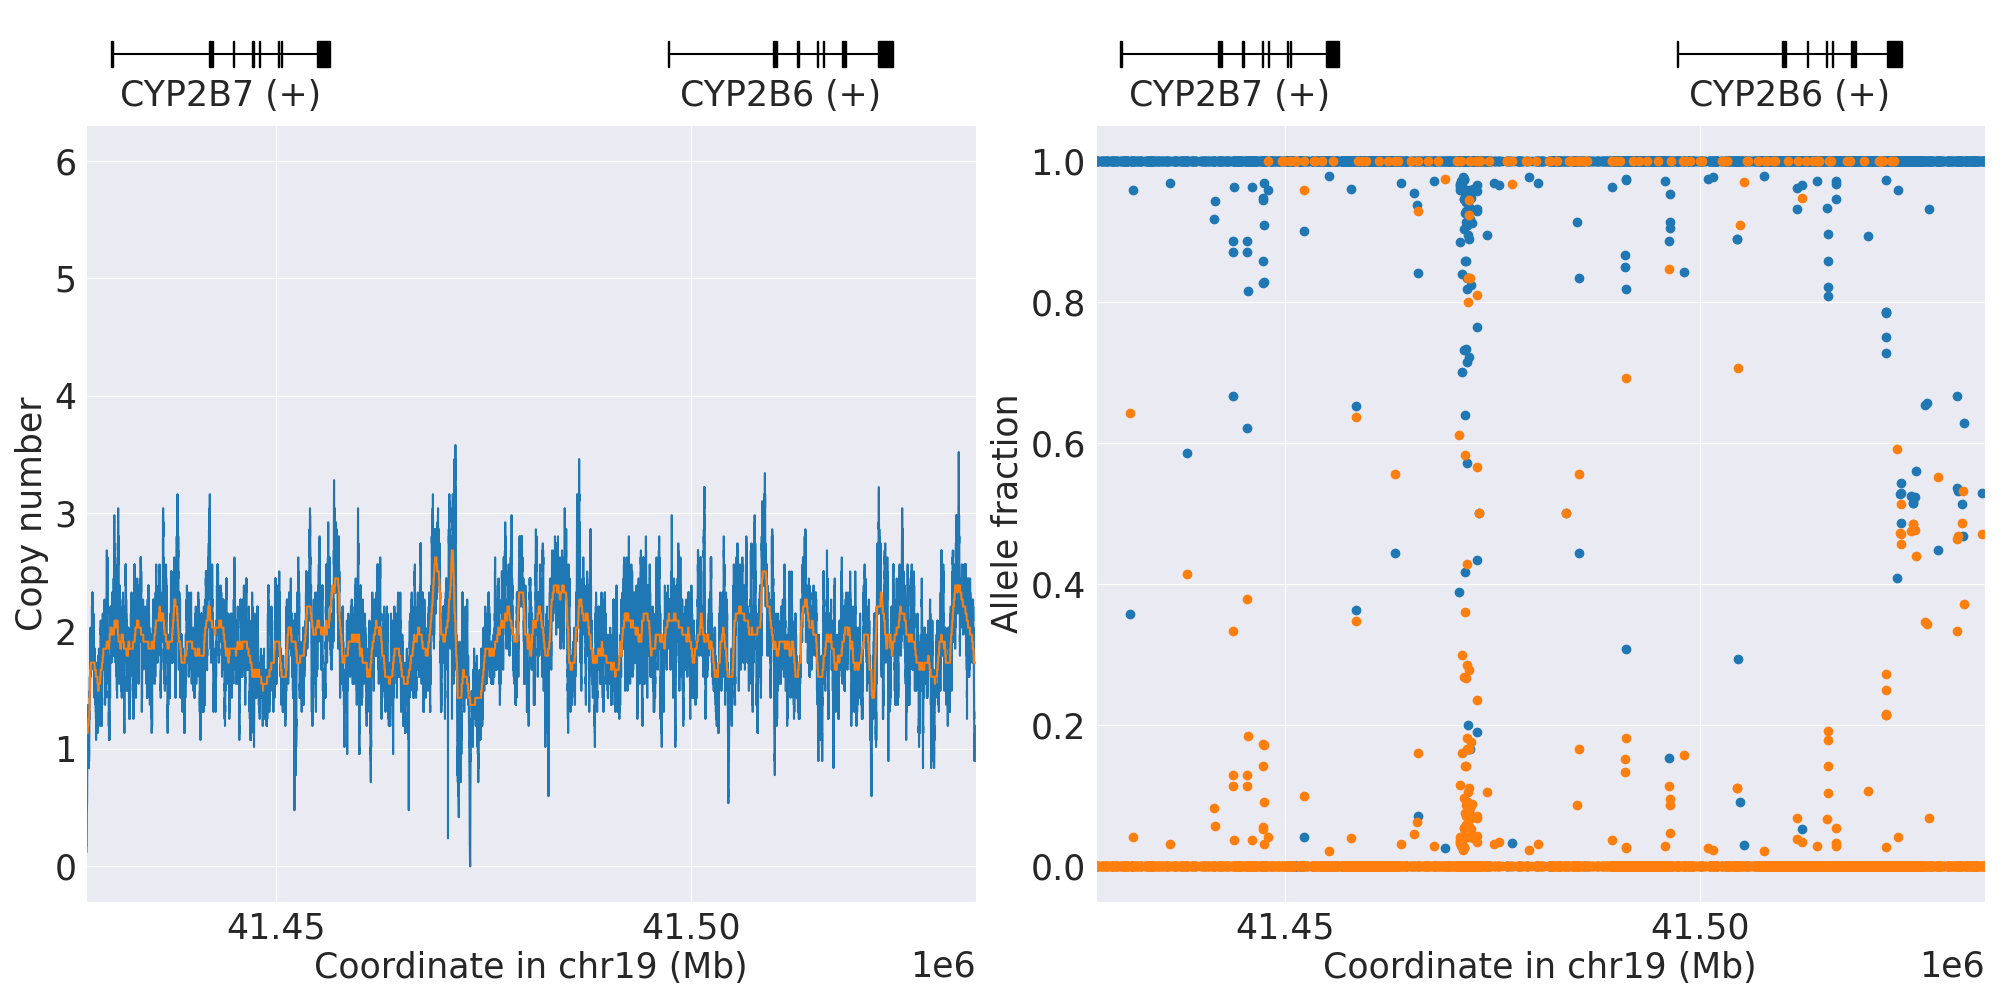 CYP2B7 (+) CYP2B6 (+) CYP2B7 (+) CYP2B6 (+)
6
5
4
3
2
1
0
Copy number
41.45 41.50
Coordinate in chr19 (Mb)
1e6
1.0
0.8
0.6
0.4
0.2
0.0
Allele fraction
41.45 41.50
Coordinate in chr19 (Mb)
1e6